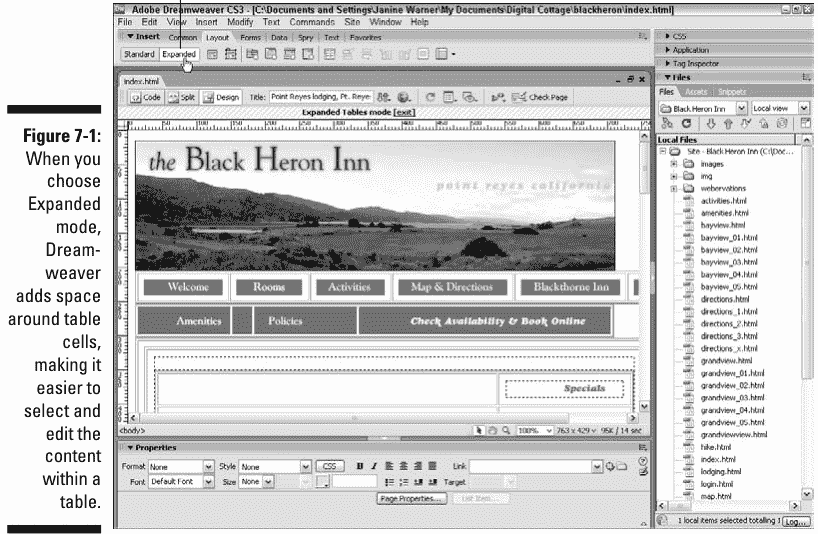 Adobe Dreamweaver CS3 - [C:\Documents and Settings\Janine Warner\My Documents\Digital Cottage\blackheron\index.html]
File Edit View Insert Modify Text Commands Site Window Help
Insert Common Layout Forms Data Spry Text Favorites
Standard Expanded
index.html
Code Split Design Title: Point Reyes lodging, Pt. Reye Check Page
Expanded Tables mode [exit]
the Black Heron Inn
point reyes california
Welcome Rooms Activities Map & Directions Blackthorne Inn
Amenities Policies Check Availability & Book Online
Specials
<body> 100% 763 x 429 95K / 14 sec
Properties
Format None Style None CSS B I Link
Font Default Font Size None Target
Page Properties... List Item...
CSS
Application
Tag Inspector
Files
Files Assets Snippets
Black Heron Inn Local view
Local Files
Site - Black Heron Inn (C:\Doc...
images
img
webervations
activities.html
amenities.html
bayview.html
bayview_01.html
bayview_02.html
bayview_03.html
bayview_04.html
bayview_05.html
directions.html
directions_1.html
directions_2.html
directions_3.html
directions_x.html
grandview.html
grandview_01.html
grandview_02.html
grandview_03.html
grandview_04.html
grandview_05.html
grandviewview.html
hike.html
index.html
lodging.html
login.html
map.html
1 local items selected totalling 1 Log...
Figure 7-1:
When you
choose
Expanded
mode,
Dream-
weaver
adds space
around table
cells,
making it
easier to
select and
edit the
content
within a
table.